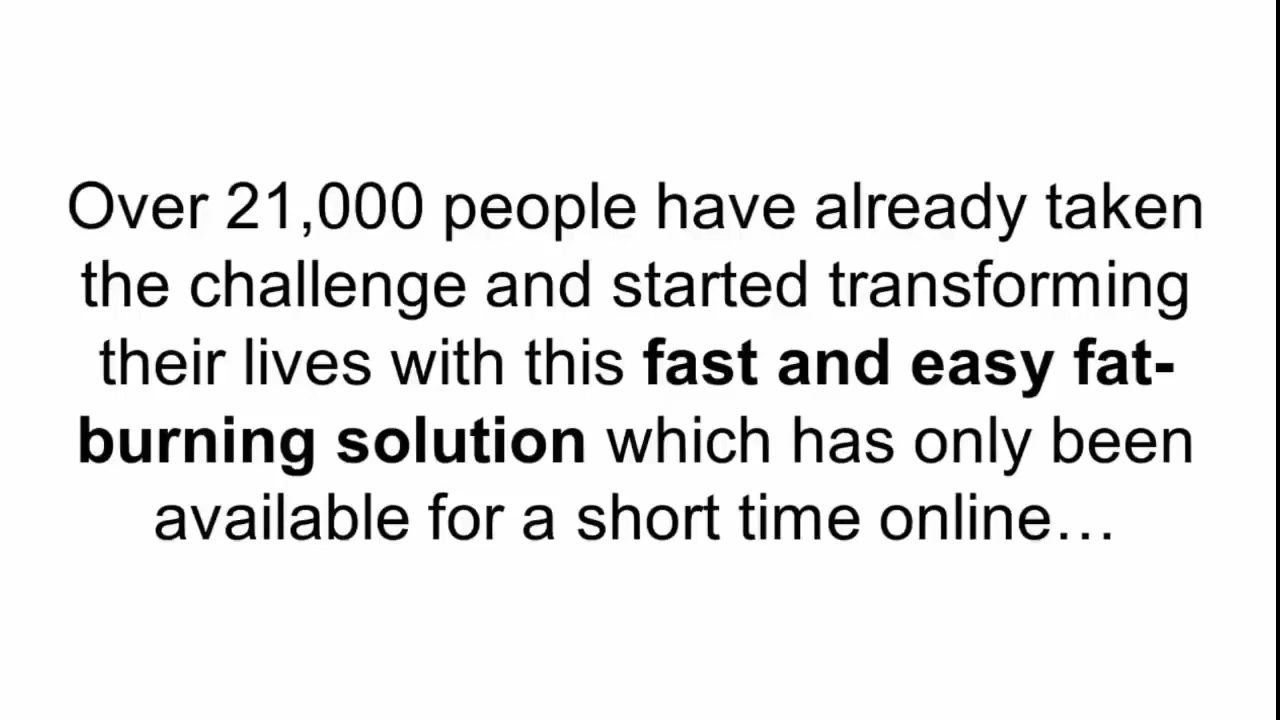 Over 21,000 people have already taken
the challenge and started transforming
their lives with this fast and easy fat-
burning solution which has only been
available for a short time online…